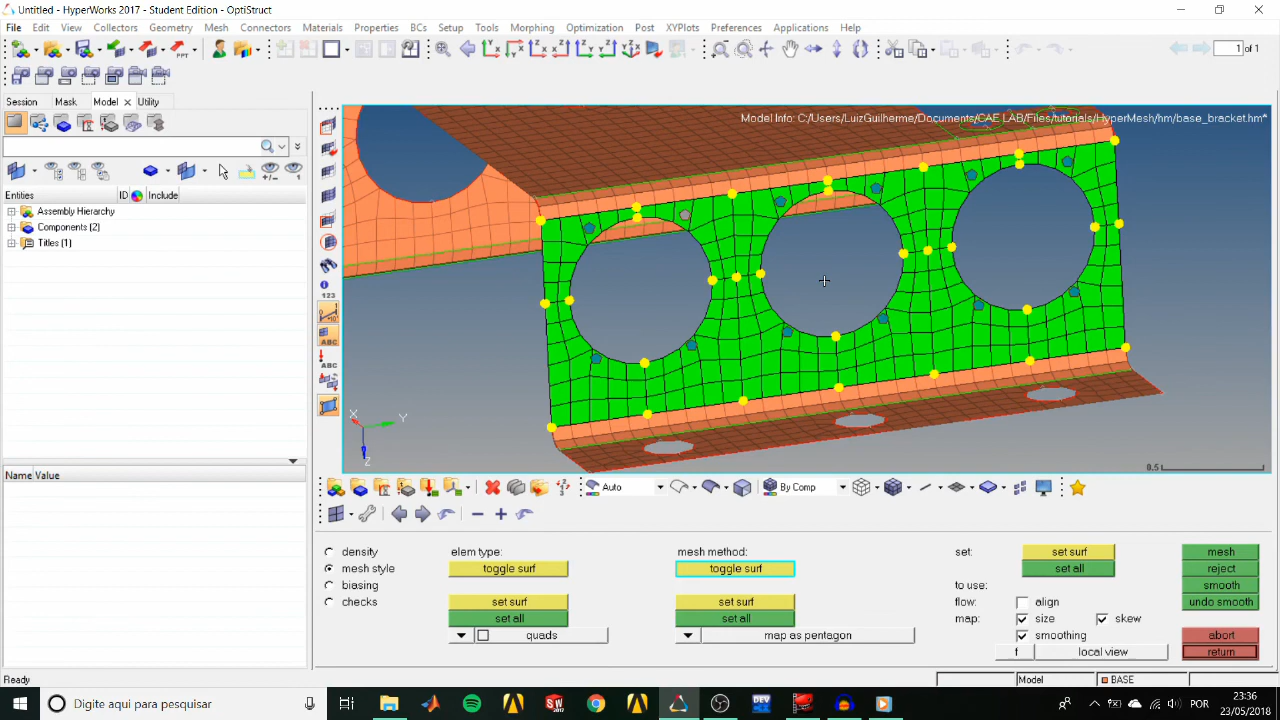 Untitled - HyperWorks 2017 - Student Edition - OptiStruct
File Edit View Collectors Geometry Mesh Connectors Materials Properties BCs Setup Tools Morphing Optimization Post XYPlots Preferences Applications Help
1 of 1
Session Mask Model Utility
Model Info: C:/Users/LuizGuilherme/Documents/CAE LAB/Files/tutorials/HyperMesh/hm/base_bracket.hm*
Entities ID Include
Assembly Hierarchy
Components (2)
Titles (1)
123
ABC
ABC
X Y
Z
8.5
Name Value
Auto By Comp
density elem type: mesh method: set: set surf mesh
mesh style toggle surf toggle surf set all reject
biasing to use: smooth
checks set surf set surf flow: align undo smooth
set all set all map: size skew
quads map as pentagon smoothing abort
f local view return
Ready Model BASE
Digite aqui para pesquisar
POR
23:36
23/05/2018